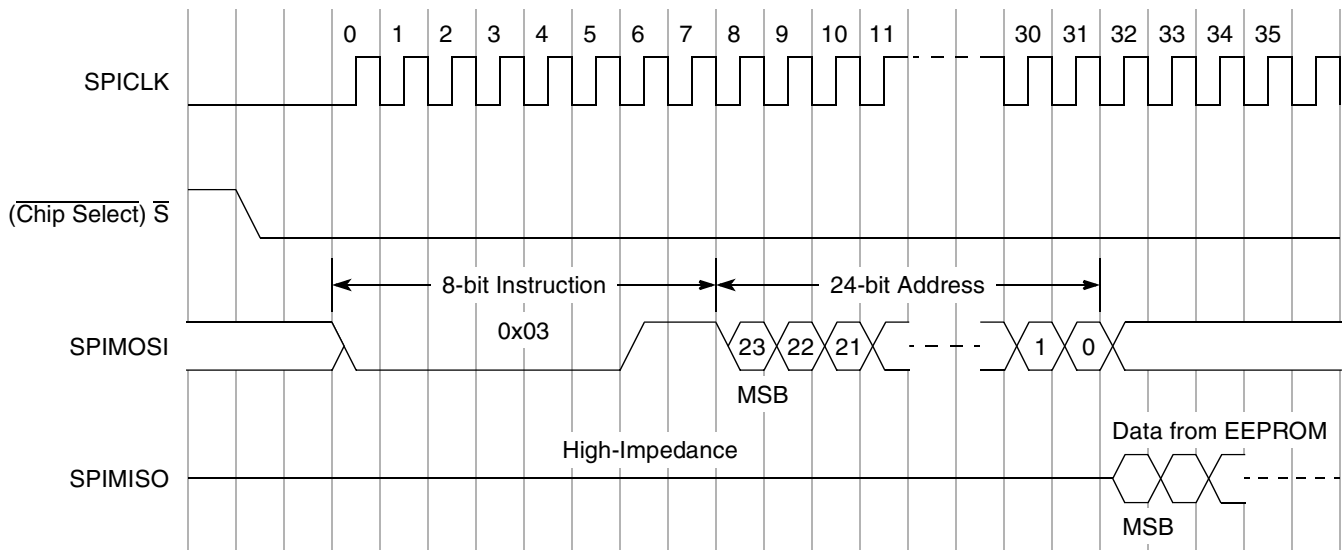 0 1 2 3 4 5 6 7 8 9 10 11 30 31 32 33 34 35
SPICLK
(Chip Select) S
8-bit Instruction 24-bit Address
0x03
SPIMOSI 23 22 21 1 0
MSB
High-Impedance Data from EEPROM
SPIMISO
MSB